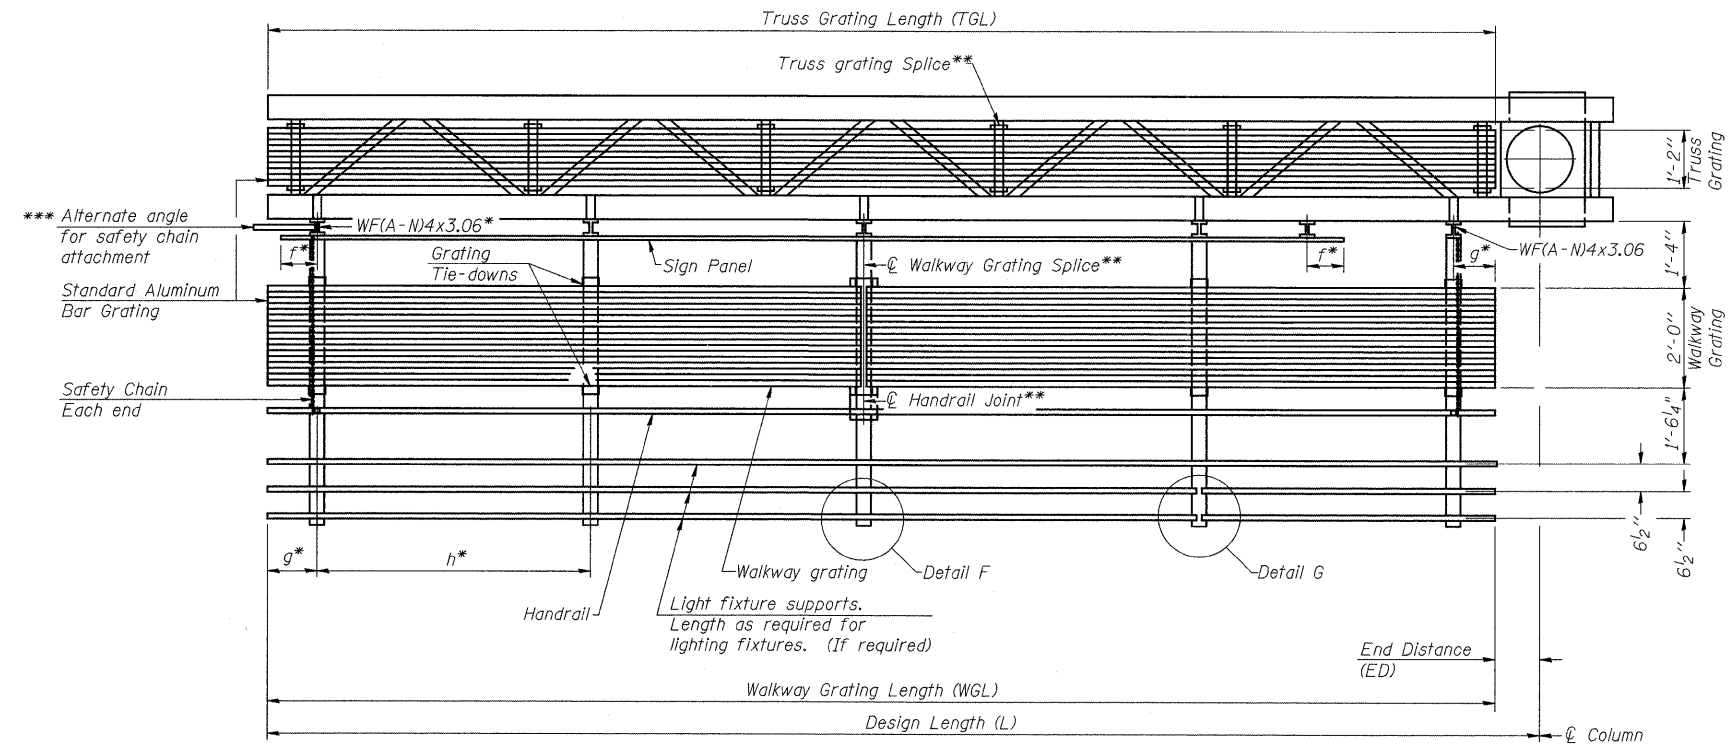 Truss Grating Length (TGL)
Truss grating Splice**
1'-2"
Truss
Grating
*** Alternate angle
for safety chain
attachment
WF(A-N)4x3.06*
WF(A-N)4x3.06
f*
Grating
Tie-downs
Sign Panel
℄ Walkway Grating Splice**
f*
g*
1'-4"
Standard Aluminum
Bar Grating
2'-0"
Walkway
Grating
Safety Chain
Each end
℄ Handrail Joint**
1'-6¼"
6½"
6½"
g*
h*
Walkway grating
Detail F
Detail G
Handrail
Light fixture supports.
Length as required for
lighting fixtures. (If required)
End Distance
(ED)
Walkway Grating Length (WGL)
Design Length (L)
℄ Column